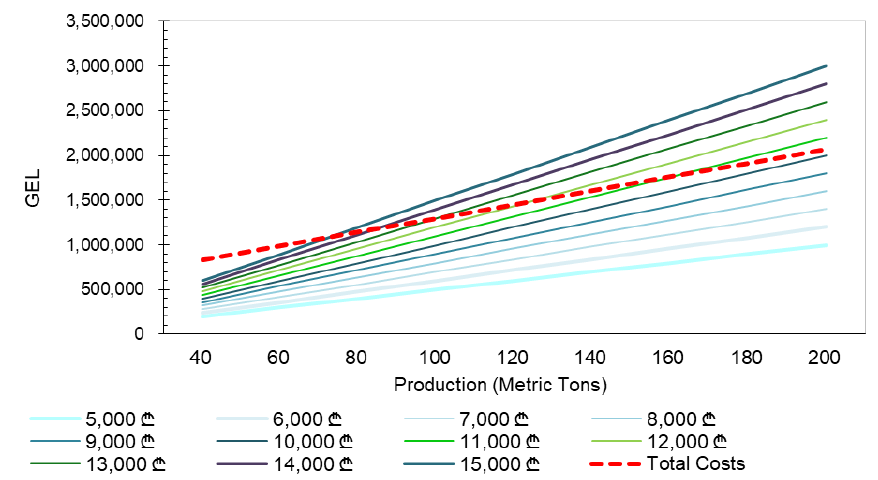 3,500,000
3,000,000
2,500,000
2,000,000
1,500,000
1,000,000
500,000
0
GEL
40 60 80 100 120 140 160 180 200
Production (Metric Tons)
5,000 ₾ 6,000 ₾ 7,000 ₾ 8,000 ₾
9,000 ₾ 10,000 ₾ 11,000 ₾ 12,000 ₾
13,000 ₾ 14,000 ₾ 15,000 ₾ Total Costs